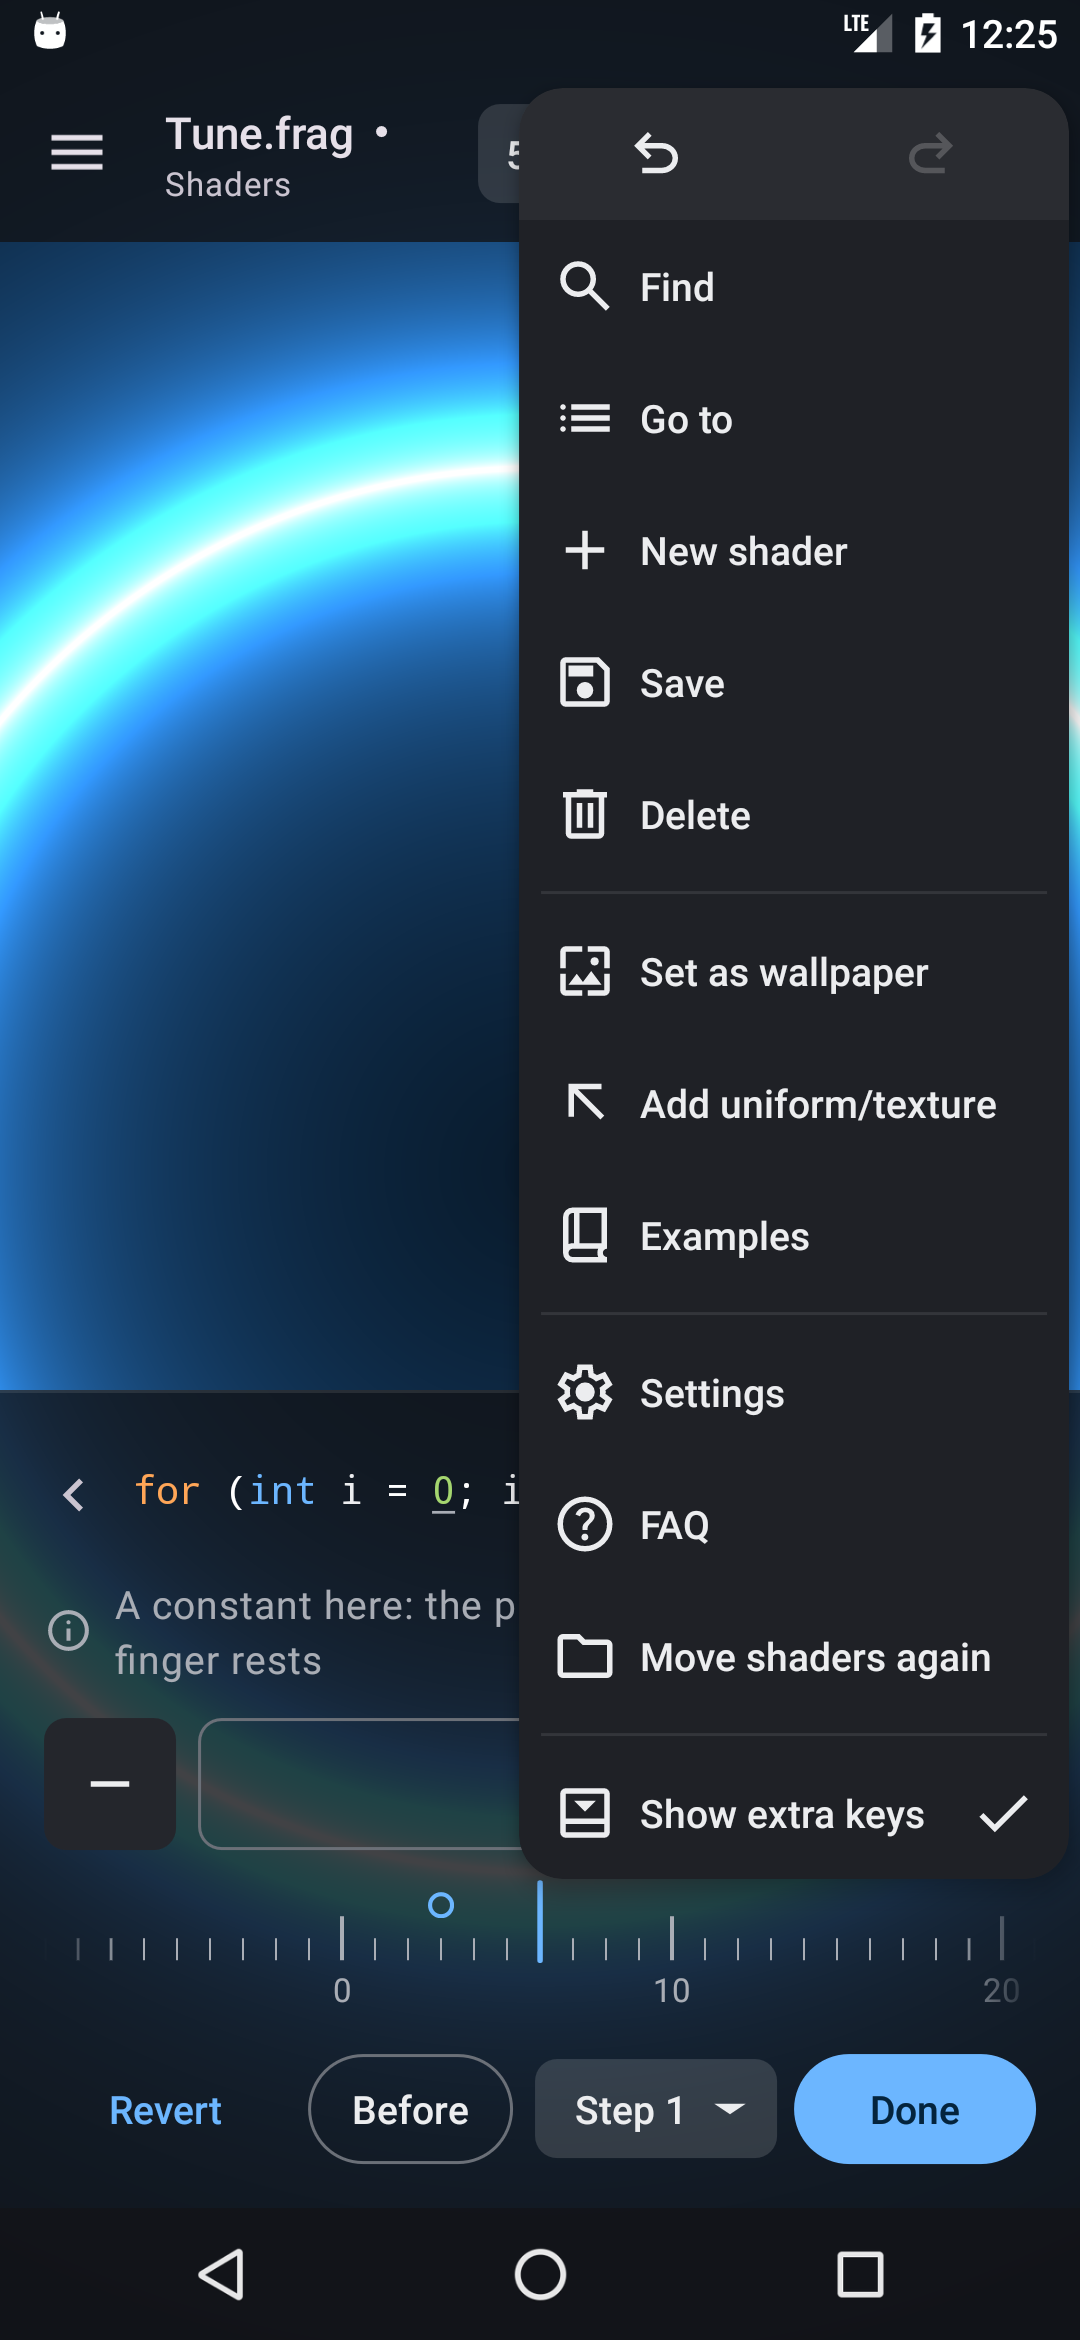 LTE 12:25
Tune.frag •
Shaders
5
Find
Go to
New shader
Save
Delete
Set as wallpaper
Add uniform/texture
Examples
Settings
FAQ
Move shaders again
Show extra keys
for (int i = 0; i
A constant here: the p
finger rests
0 10 20
Revert Before Step 1 Done